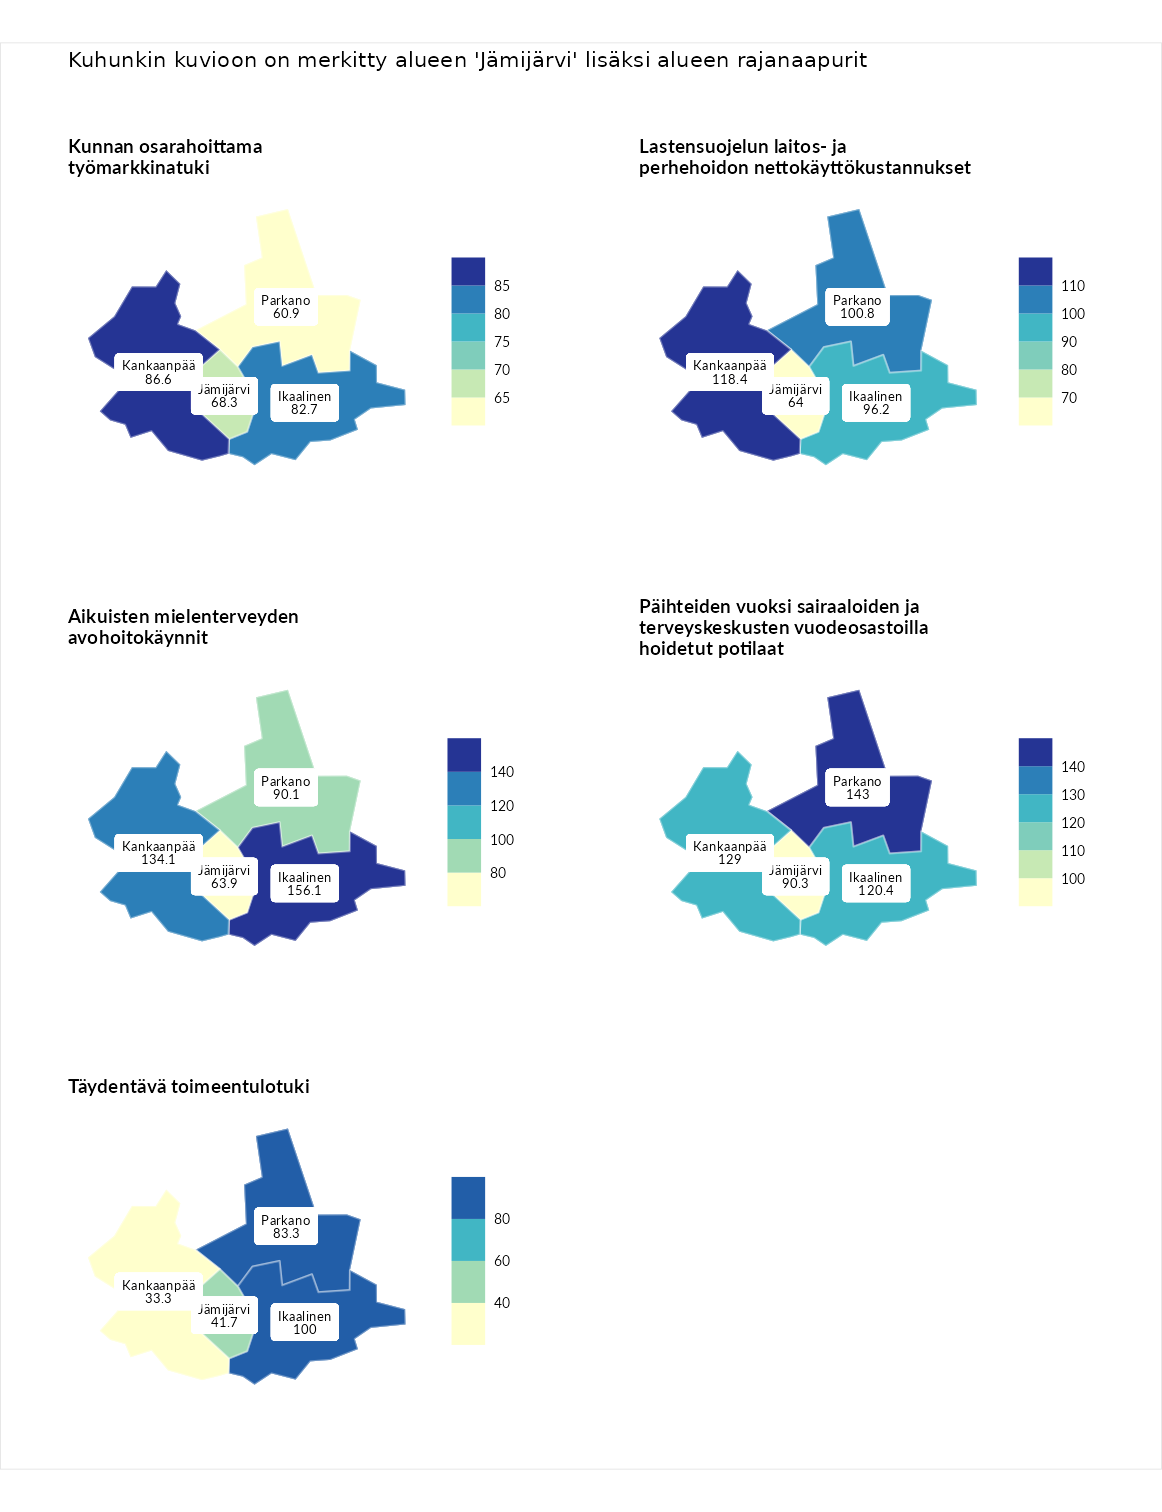 Kuhunkin kuvioon on merkitty alueen 'Jämijärvi' lisäksi alueen rajanaapurit
Kunnan osarahoittama
työmarkkinatuki
Parkano
60.9
Kankaanpää
86.6
Jämijärvi
68.3
Ikaalinen
82.7
85
80
75
70
65
Lastensuojelun laitos- ja
perhehoidon nettokäyttökustannukset
Parkano
100.8
Kankaanpää
118.4
Jämijärvi
64
Ikaalinen
96.2
110
100
90
80
70
Aikuisten mielenterveyden
avohoitokäynnit
Parkano
90.1
Kankaanpää
134.1
Jämijärvi
63.9
Ikaalinen
156.1
140
120
100
80
Päihteiden vuoksi sairaaloiden ja
terveyskeskusten vuodeosastoilla
hoidetut potilaat
Parkano
143
Kankaanpää
129
Jämijärvi
90.3
Ikaalinen
120.4
140
130
120
110
100
Täydentävä toimeentulotuki
Parkano
83.3
Kankaanpää
33.3
Jämijärvi
41.7
Ikaalinen
100
80
60
40